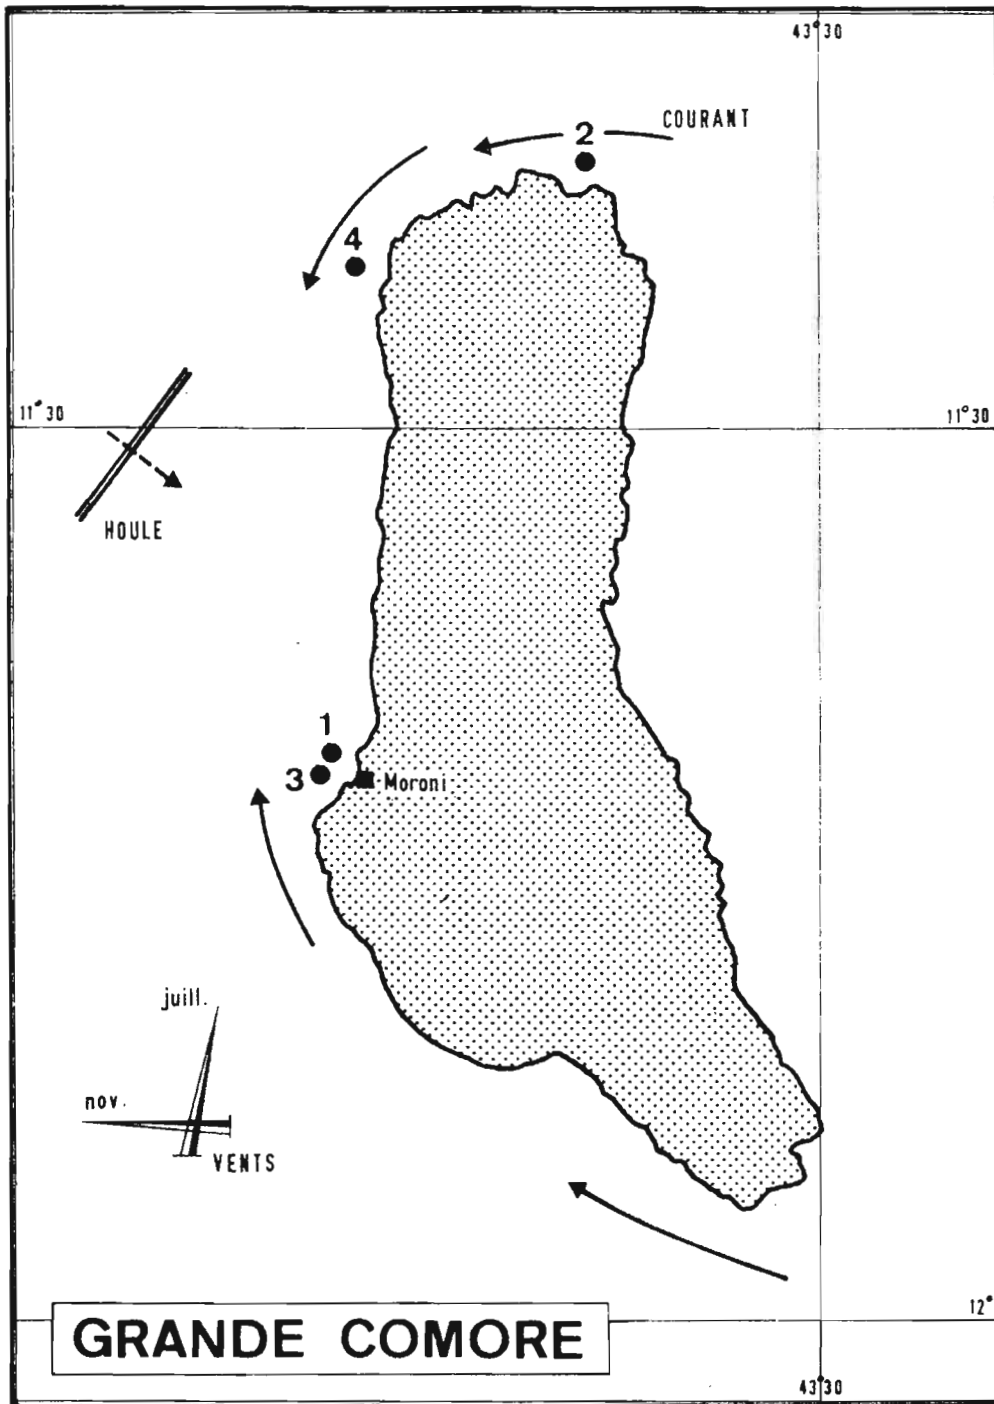 43°30
COURANT
2
4
11°30
11°30
HOULE
1
3
Moroni
juill.
nov.
VENTS
12°
GRANDE COMORE
43°30